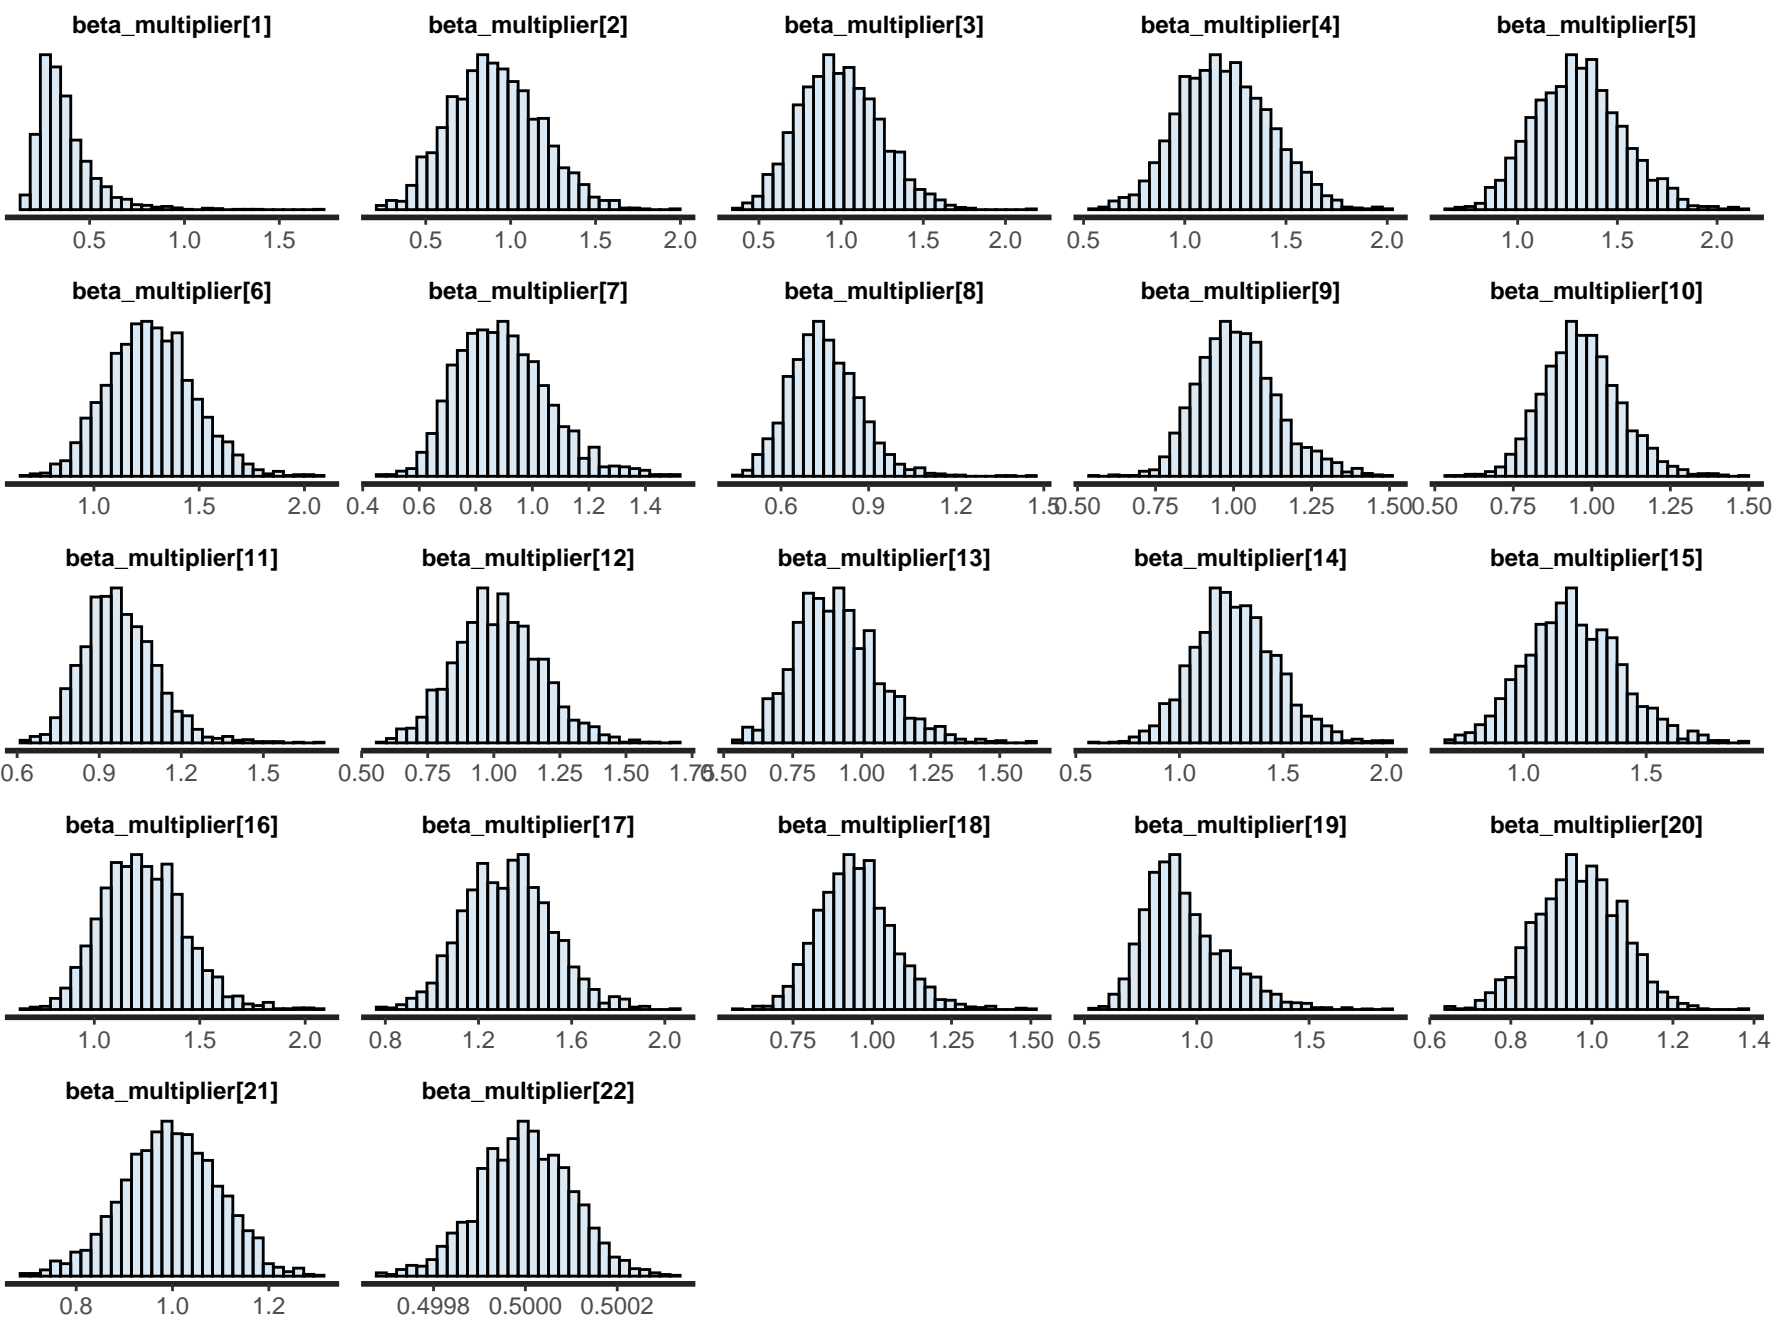 beta_multiplier[1] beta_multiplier[2] beta_multiplier[3] beta_multiplier[4] beta_multiplier[5]
0.5 1.0 1.5 0.5 1.0 1.5 2.0 0.5 1.0 1.5 2.0 0.5 1.0 1.5 2.0 1.0 1.5 2.0
beta_multiplier[6] beta_multiplier[7] beta_multiplier[8] beta_multiplier[9] beta_multiplier[10]
1.0 1.5 2.0 0.4 0.6 0.8 1.0 1.2 1.4 0.6 0.9 1.2 1.5 0.50 0.75 1.00 1.25 1.50 0.50 0.75 1.00 1.25 1.50
beta_multiplier[11] beta_multiplier[12] beta_multiplier[13] beta_multiplier[14] beta_multiplier[15]
0.6 0.9 1.2 1.5 0.50 0.75 1.00 1.25 1.50 1.75 0.50 0.75 1.00 1.25 1.50 0.5 1.0 1.5 2.0 1.0 1.5
beta_multiplier[16] beta_multiplier[17] beta_multiplier[18] beta_multiplier[19] beta_multiplier[20]
1.0 1.5 2.0 0.8 1.2 1.6 2.0 0.75 1.00 1.25 1.50 0.5 1.0 1.5 0.6 0.8 1.0 1.2 1.4
beta_multiplier[21] beta_multiplier[22]
0.8 1.0 1.2 0.4998 0.5000 0.5002